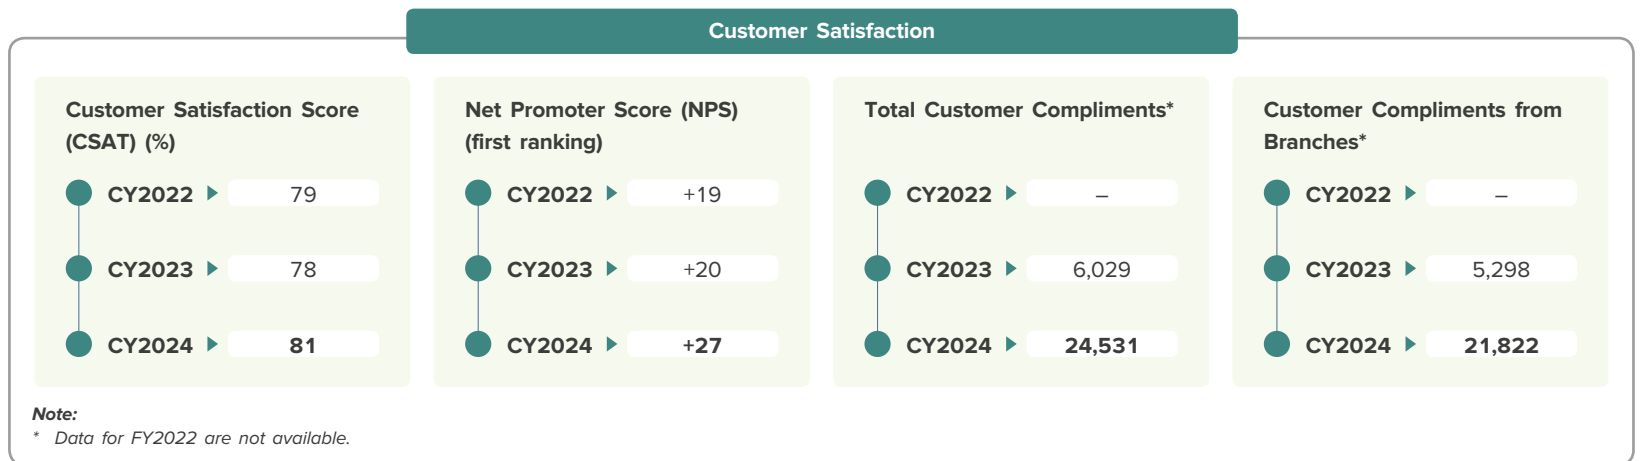 Customer Satisfaction
Customer Satisfaction Score
(CSAT) (%)
CY2022 79
CY2023 78
CY2024 81
Net Promoter Score (NPS)
(first ranking)
CY2022 +19
CY2023 +20
CY2024 +27
Total Customer Compliments*
CY2022 –
CY2023 6,029
CY2024 24,531
Customer Compliments from
Branches*
CY2022 –
CY2023 5,298
CY2024 21,822
Note:
* Data for FY2022 are not available.